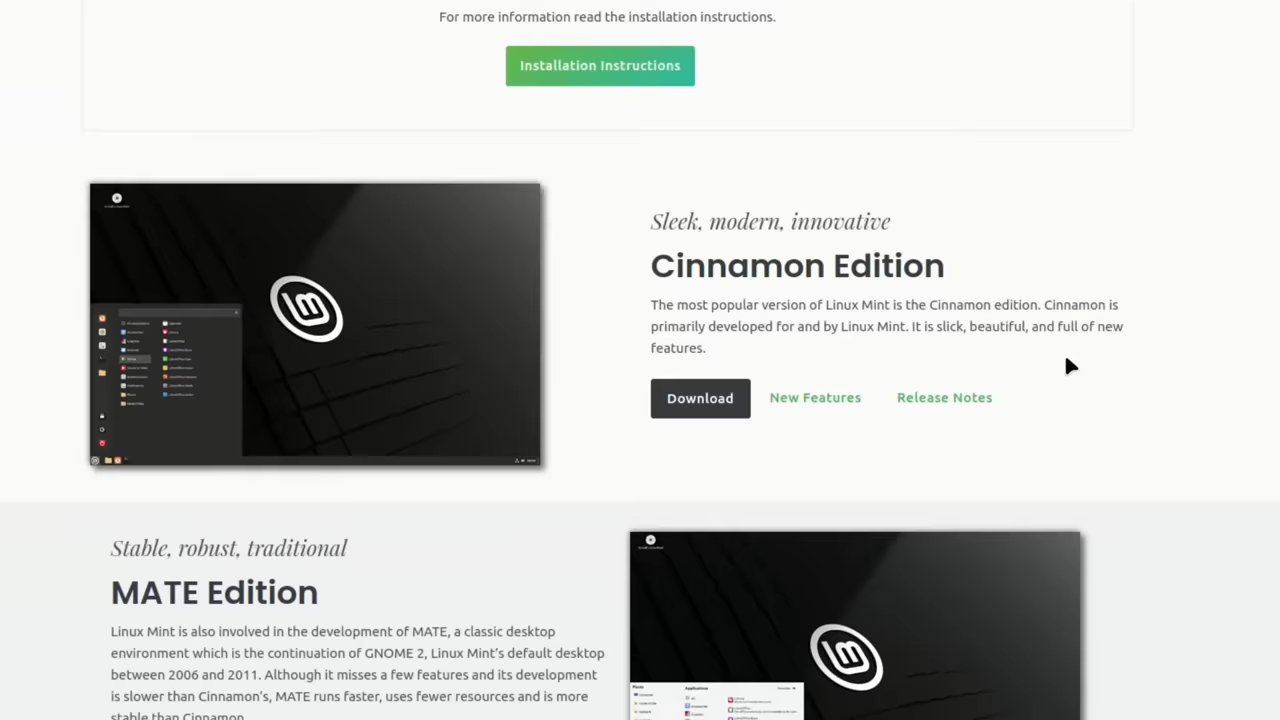 For more information read the installation instructions.
Installation Instructions
Sleek, modern, innovative
Cinnamon Edition
The most popular version of Linux Mint is the Cinnamon edition. Cinnamon is
primarily developed for and by Linux Mint. It is slick, beautiful, and full of new
features.
Download New Features Release Notes
Stable, robust, traditional
MATE Edition
Linux Mint is also involved in the development of MATE, a classic desktop
environment which is the continuation of GNOME 2, Linux Mint's default desktop
between 2006 and 2011. Although it misses a few features and its development
is slower than Cinnamon's, MATE runs faster, uses fewer resources and is more
stable than Cinnamon.